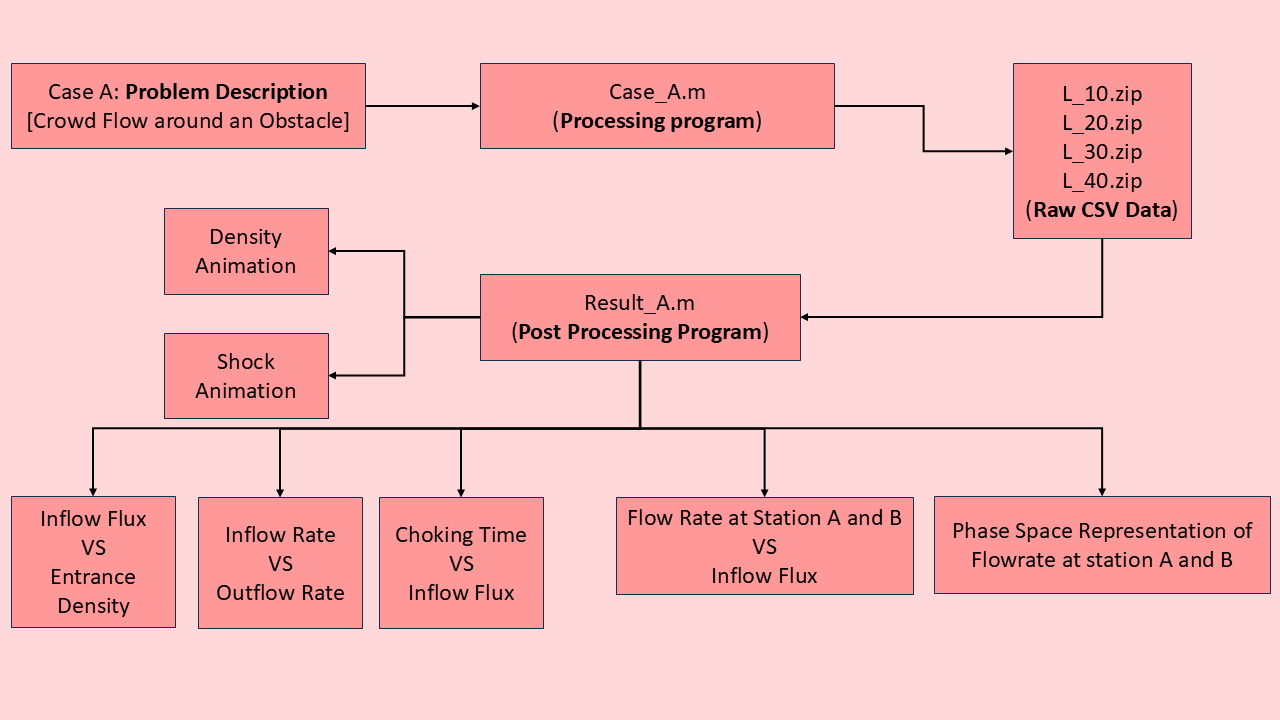 Case A: Problem Description
[Crowd Flow around an Obstacle]
Case_A.m
(Processing program)
L_10.zip
L_20.zip
L_30.zip
L_40.zip
(Raw CSV Data)
Density
Animation
Result_A.m
(Post Processing Program)
Shock
Animation
Inflow Flux
VS
Entrance
Density
Inflow Rate
VS
Outflow Rate
Choking Time
VS
Inflow Flux
Flow Rate at Station A and B
VS
Inflow Flux
Phase Space Representation of
Flowrate at station A and B